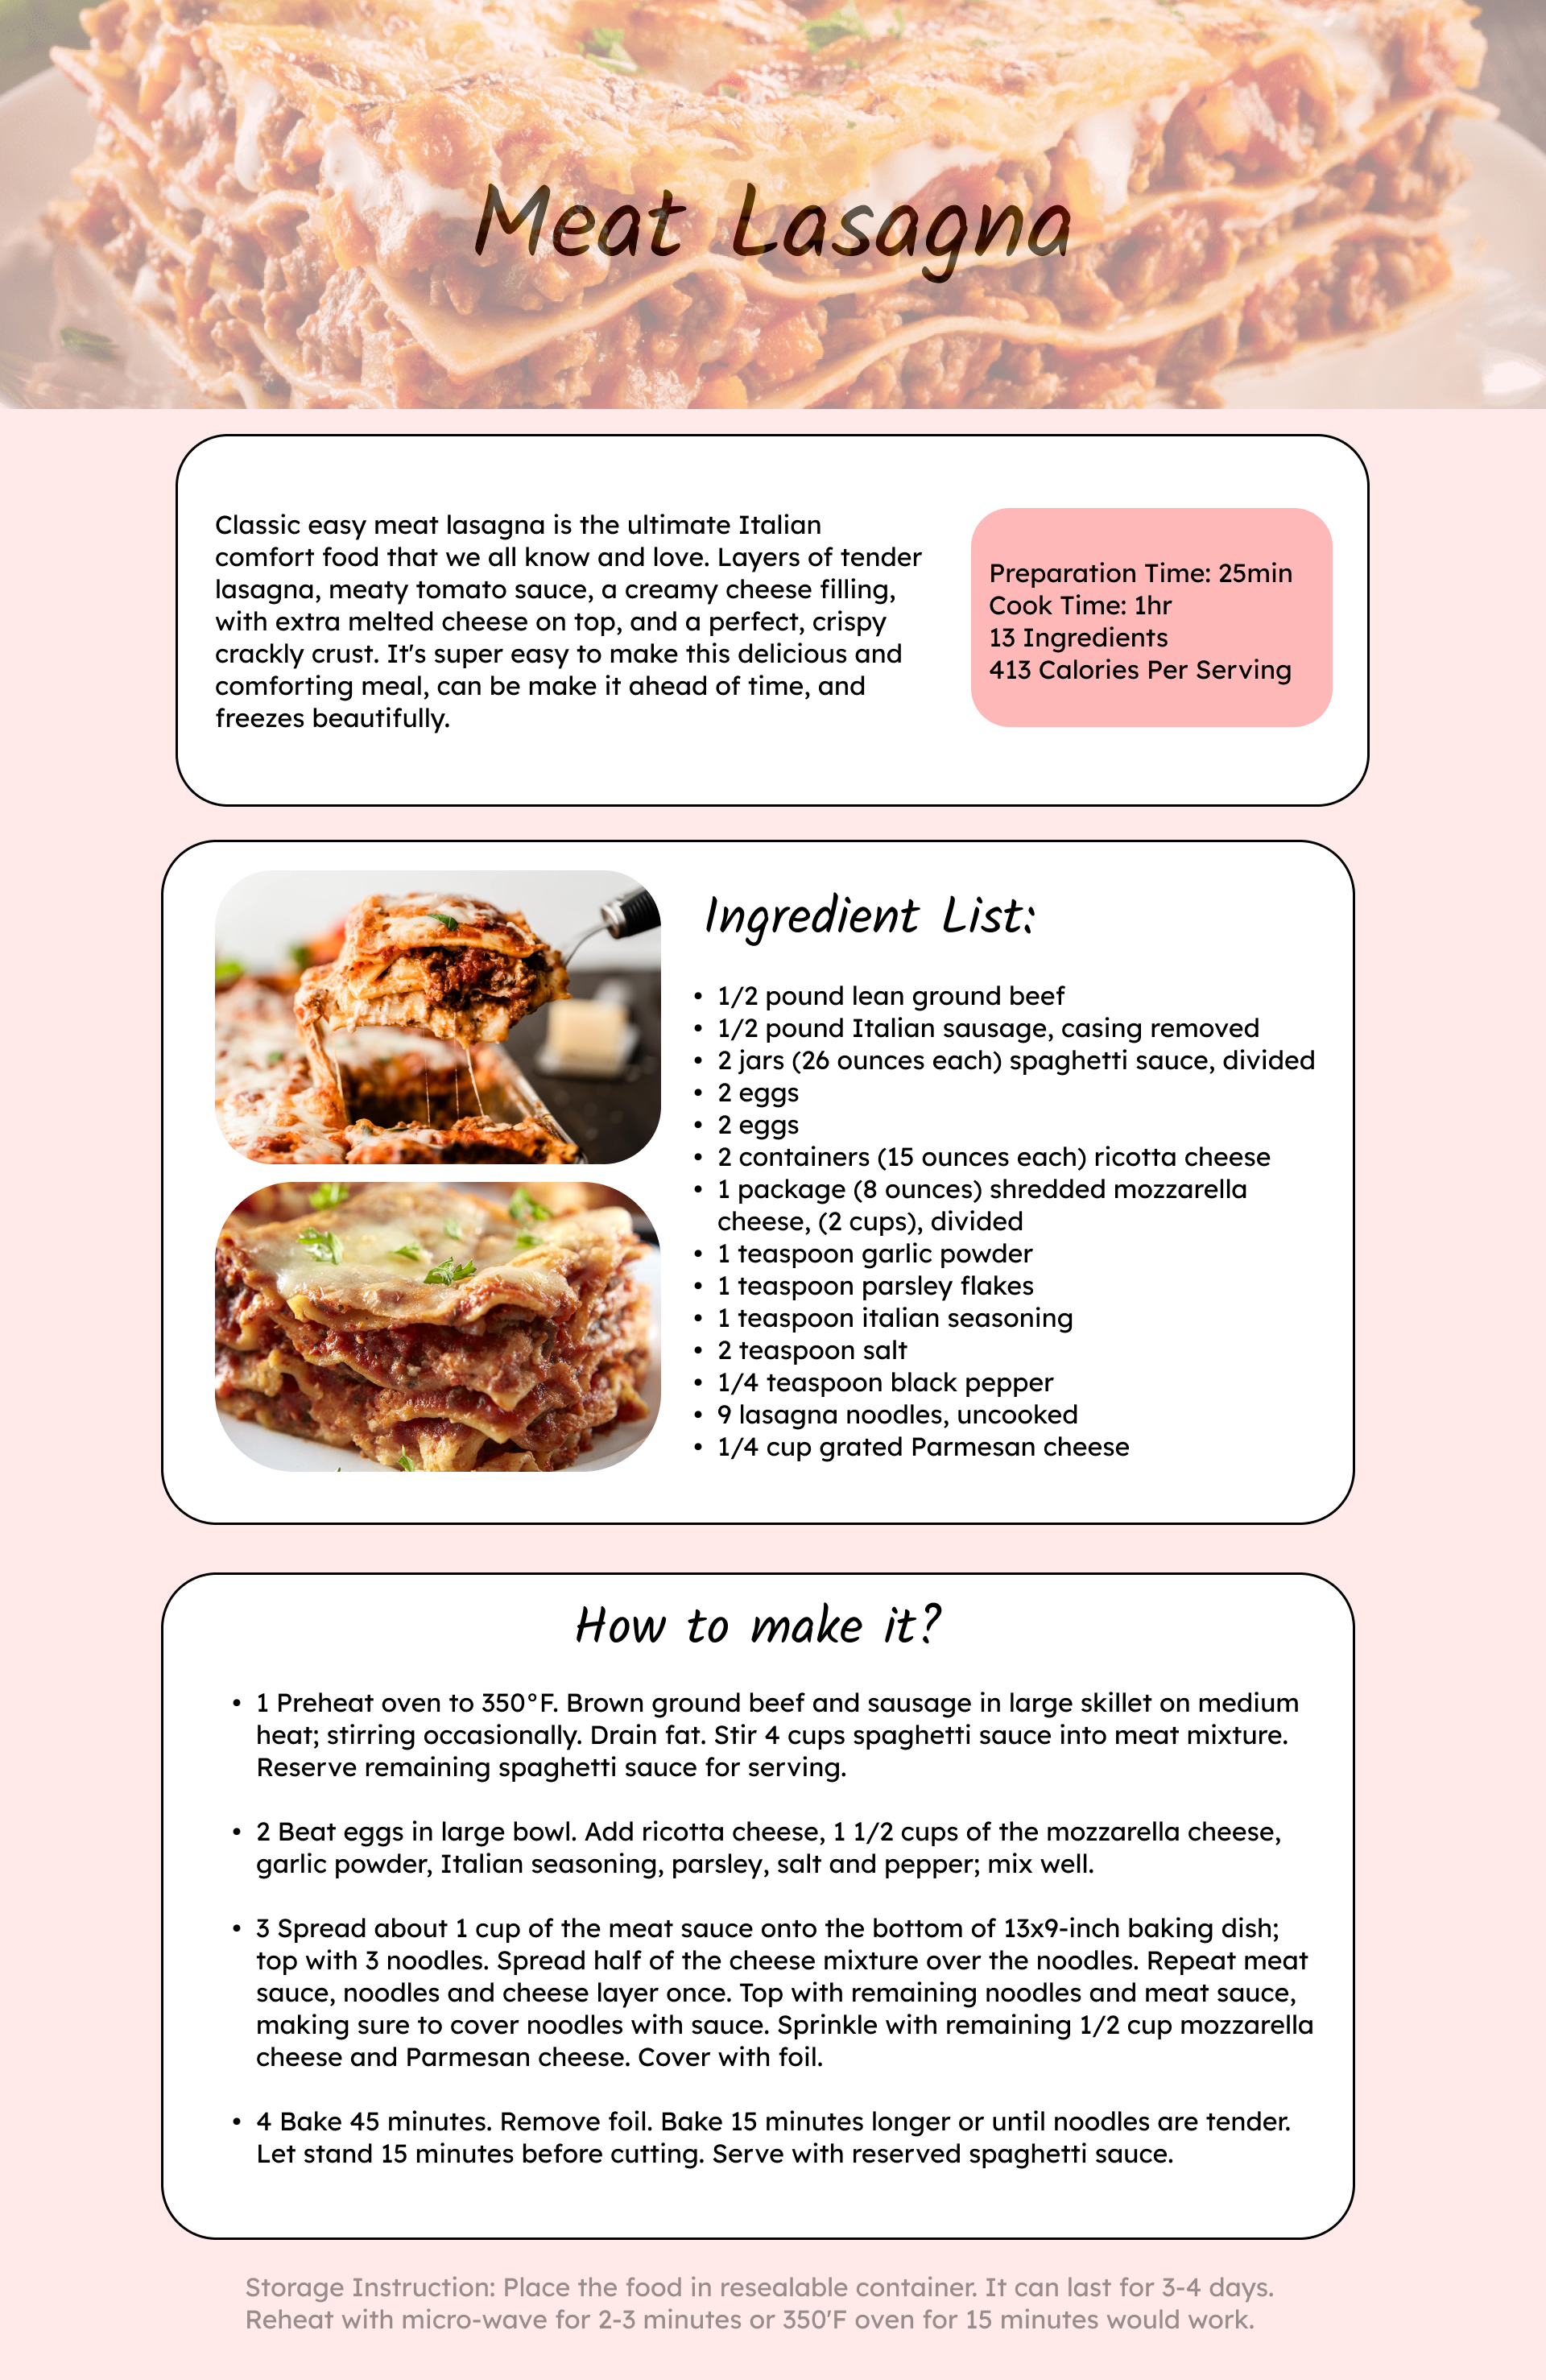 Meat Lasagna
Classic easy meat lasagna is the ultimate Italian
comfort food that we all know and love. Layers of tender
lasagna, meaty tomato sauce, a creamy cheese filling,
with extra melted cheese on top, and a perfect, crispy
crackly crust. It's super easy to make this delicious and
comforting meal, can be make it ahead of time, and
freezes beautifully.
Preparation Time: 25min
Cook Time: 1hr
13 Ingredients
413 Calories Per Serving
Ingredient List:
• 1/2 pound lean ground beef
• 1/2 pound Italian sausage, casing removed
• 2 jars (26 ounces each) spaghetti sauce, divided
• 2 eggs
• 2 eggs
• 2 containers (15 ounces each) ricotta cheese
• 1 package (8 ounces) shredded mozzarella
cheese, (2 cups), divided
• 1 teaspoon garlic powder
• 1 teaspoon parsley flakes
• 1 teaspoon italian seasoning
• 2 teaspoon salt
• 1/4 teaspoon black pepper
• 9 lasagna noodles, uncooked
• 1/4 cup grated Parmesan cheese
How to make it?
• 1 Preheat oven to 350°F. Brown ground beef and sausage in large skillet on medium
heat; stirring occasionally. Drain fat. Stir 4 cups spaghetti sauce into meat mixture.
Reserve remaining spaghetti sauce for serving.
• 2 Beat eggs in large bowl. Add ricotta cheese, 1 1/2 cups of the mozzarella cheese,
garlic powder, Italian seasoning, parsley, salt and pepper; mix well.
• 3 Spread about 1 cup of the meat sauce onto the bottom of 13x9-inch baking dish;
top with 3 noodles. Spread half of the cheese mixture over the noodles. Repeat meat
sauce, noodles and cheese layer once. Top with remaining noodles and meat sauce,
making sure to cover noodles with sauce. Sprinkle with remaining 1/2 cup mozzarella
cheese and Parmesan cheese. Cover with foil.
• 4 Bake 45 minutes. Remove foil. Bake 15 minutes longer or until noodles are tender.
Let stand 15 minutes before cutting. Serve with reserved spaghetti sauce.
Storage Instruction: Place the food in resealable container. It can last for 3-4 days.
Reheat with micro-wave for 2-3 minutes or 350'F oven for 15 minutes would work.